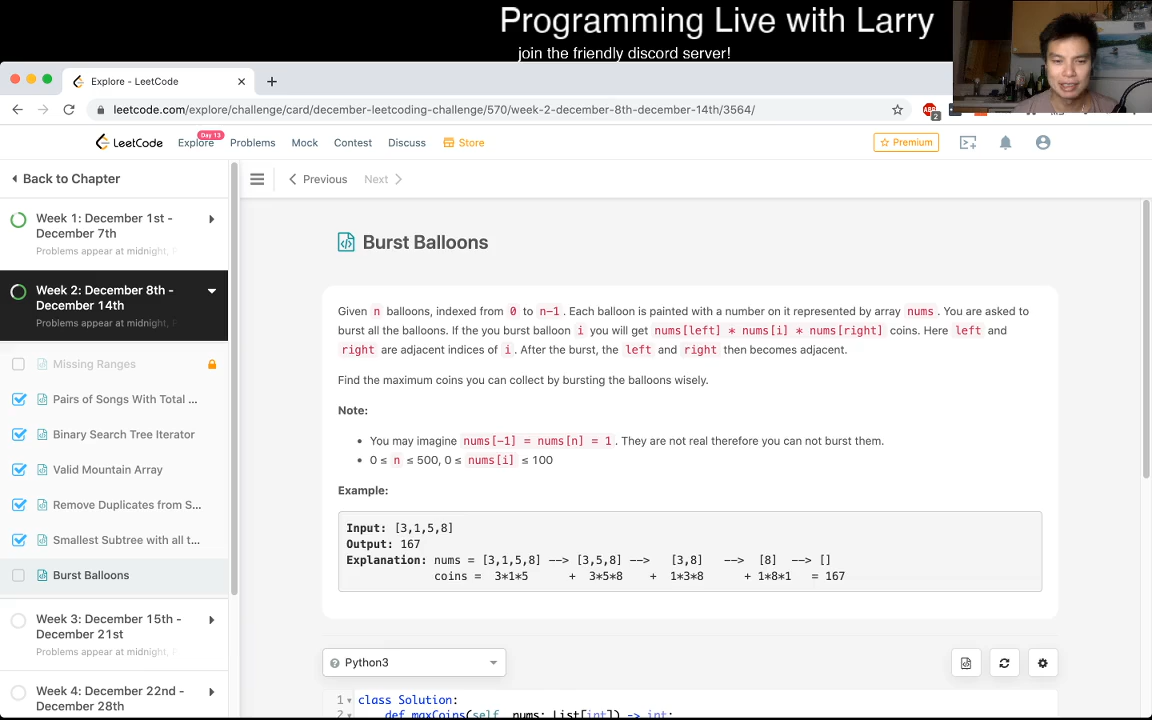 Programming Live with Larry
join the friendly discord server!
Explore - LeetCode
leetcode.com/explore/challenge/card/december-leetcoding-challenge/570/week-2-december-8th-december-14th/3564/
2
LeetCode
Explore
Day 13
Problems
Mock
Contest
Discuss
Store
Premium
Back to Chapter
Previous
Next
Week 1: December 1st -
December 7th
Problems appear at midnight,
Week 2: December 8th -
December 14th
Problems appear at midnight,
Missing Ranges
Pairs of Songs With Total ...
Binary Search Tree Iterator
Valid Mountain Array
Remove Duplicates from S...
Smallest Subtree with all t...
Burst Balloons
Week 3: December 15th -
December 21st
Problems appear at midnight,
Week 4: December 22nd -
December 28th
Burst Balloons
Given n balloons, indexed from 0 to n-1. Each balloon is painted with a number on it represented by array nums. You are asked to
burst all the balloons. If the you burst balloon i you will get nums[left] * nums[i] * nums[right] coins. Here left and
right are adjacent indices of i. After the burst, the left and right then becomes adjacent.
Find the maximum coins you can collect by bursting the balloons wisely.
Note:
• You may imagine nums[-1] = nums[n] = 1. They are not real therefore you can not burst them.
• 0 ≤ n ≤ 500, 0 ≤ nums[i] ≤ 100
Example:
Input: [3,1,5,8]
Output: 167
Explanation: nums = [3,1,5,8] --> [3,5,8] --> [3,8] --> [8] --> []
coins = 3*1*5 + 3*5*8 + 1*3*8 + 1*8*1 = 167
Python3
1 class Solution:
2 def maxCoins(self, nums: List[int]) -> int: